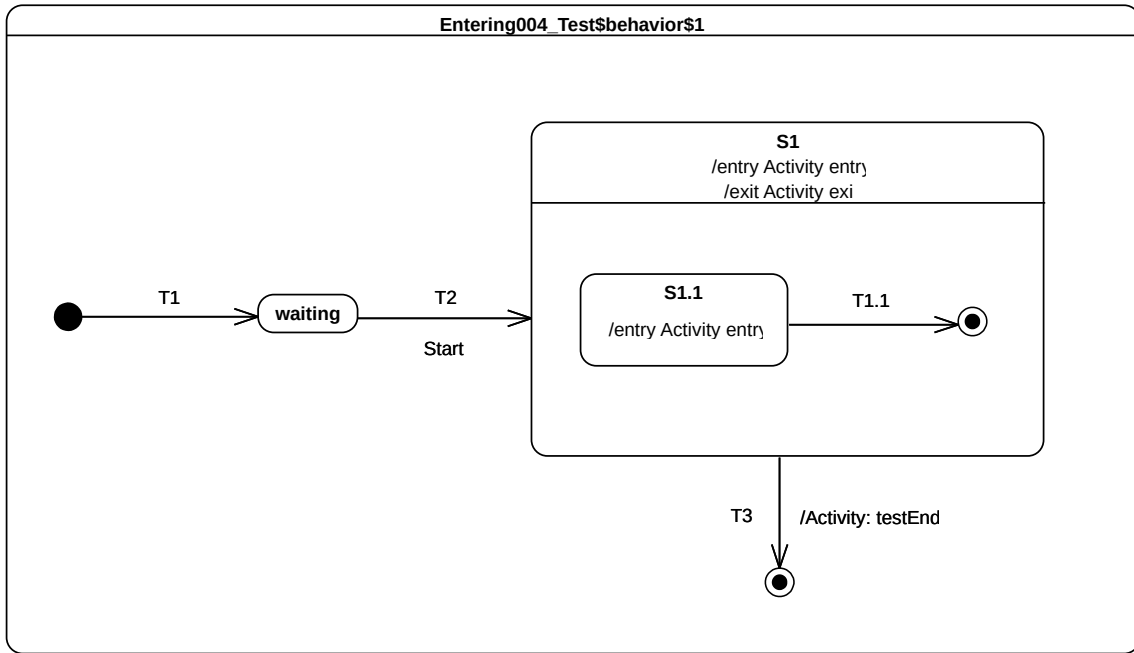 Entering004_Test$behavior$1
S1
/entry Activity entry
/exit Activity exi
T1
waiting
T2
Start
S1.1
/entry Activity entry
T1.1
T3
/Activity: testEnd